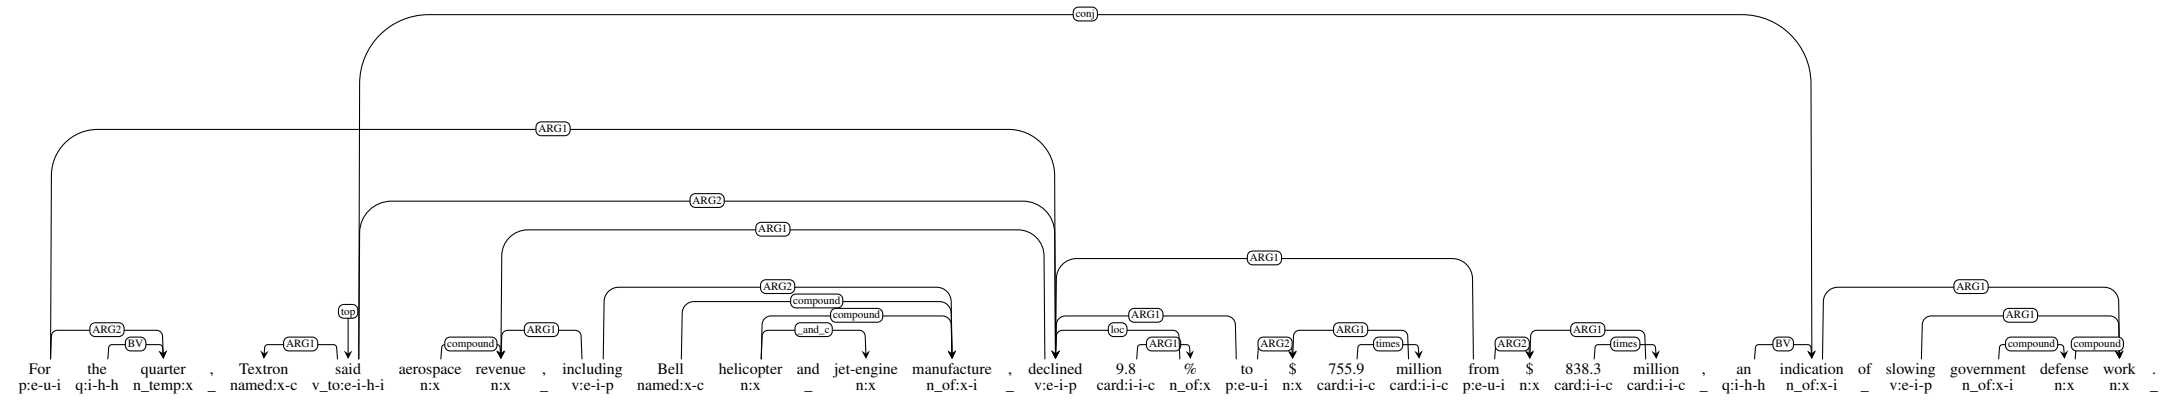 conj
ARG1
ARG2
ARG1
ARG1
ARG2 ARG1
compound
top compound ARG1 ARG1
ARG2 ARG1 _and_c loc ARG1 ARG1
BV ARG1 compound ARG1 ARG2 times ARG2 times BV compound compound
For the quarter , Textron said aerospace revenue , including Bell helicopter and jet-engine manufacture , declined 9.8 % to $ 755.9 million from $ 838.3 million , an indication of slowing government defense work .
p:e-u-i q:i-h-h n_temp:x _ named:x-c v_to:e-i-h-i n:x n:x _ v:e-i-p named:x-c n:x _ n:x n_of:x-i _ v:e-i-p card:i-i-c n_of:x p:e-u-i n:x card:i-i-c card:i-i-c p:e-u-i n:x card:i-i-c card:i-i-c _ q:i-h-h n_of:x-i _ v:e-i-p n_of:x-i n:x n:x _